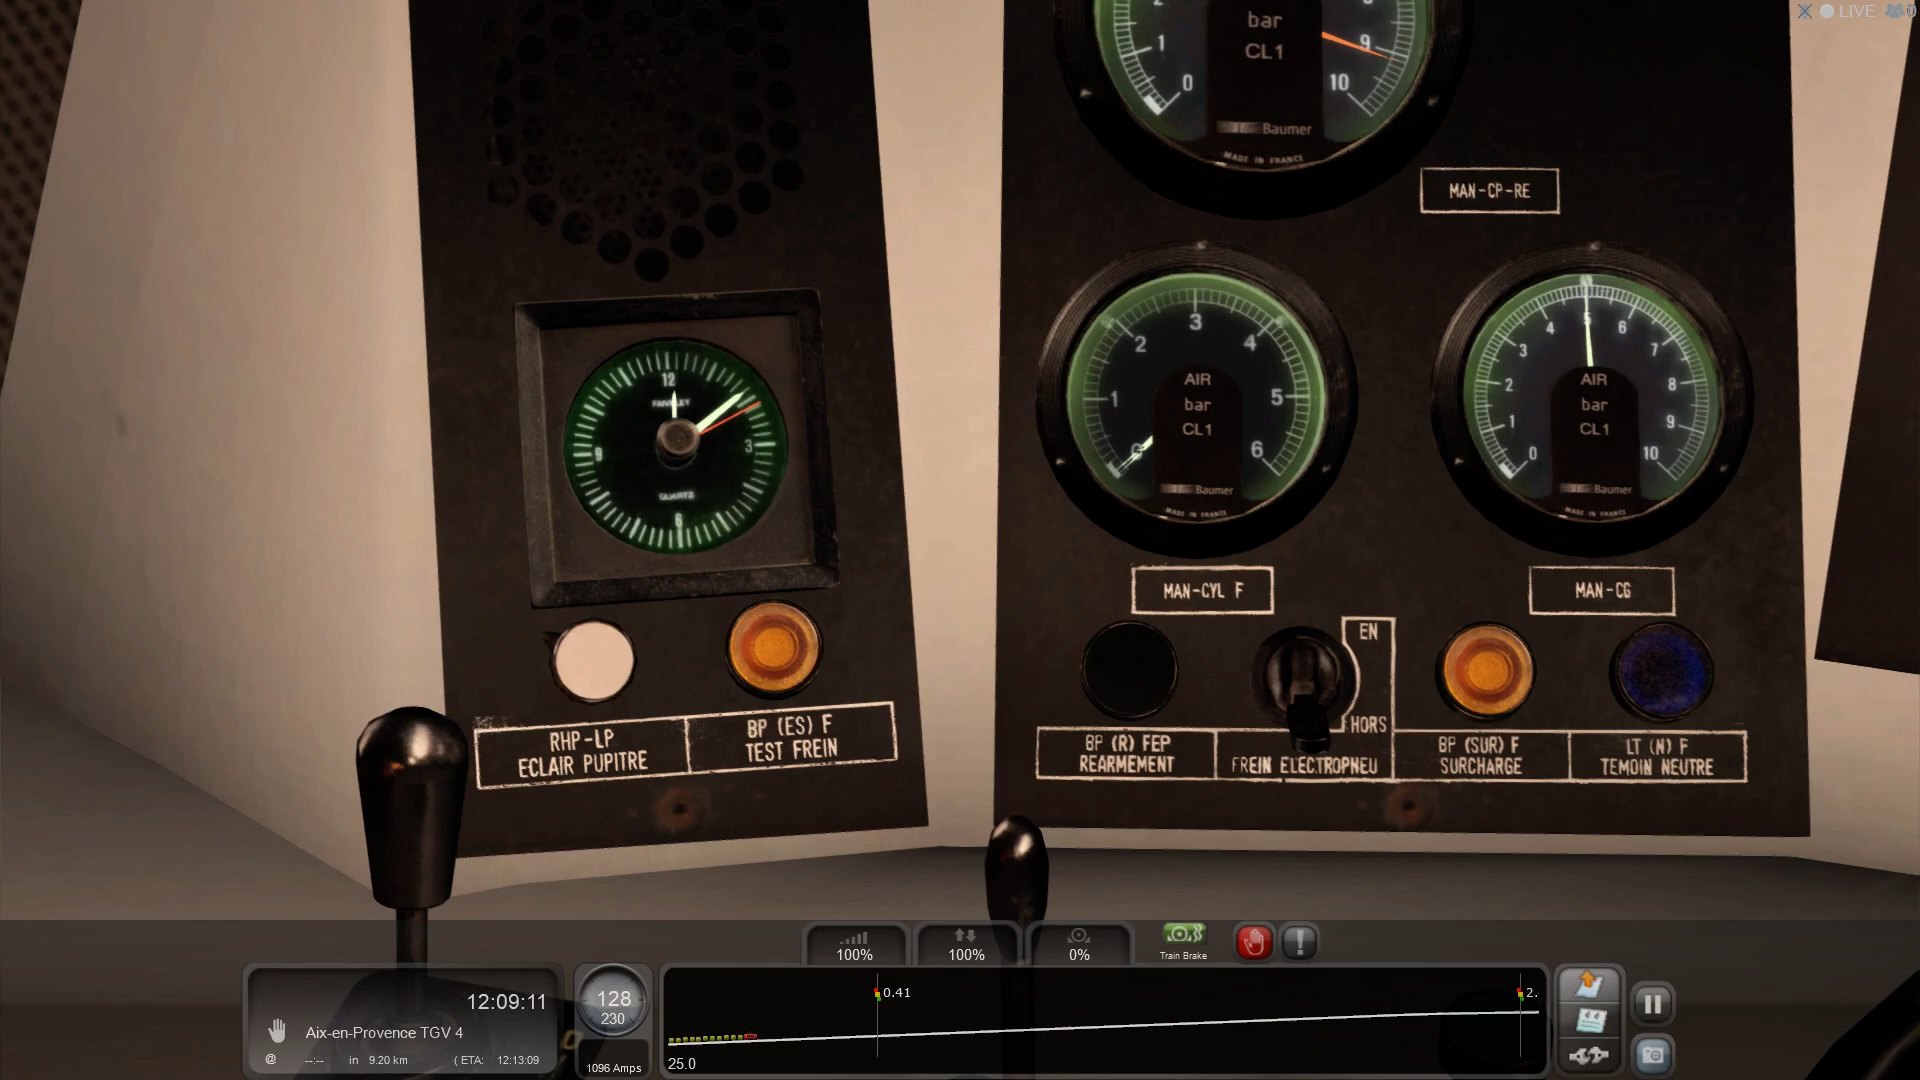 LIVE 0
2
bar
9
1
CL1
0
10
Baumer
MADE IN FRANCE
MAN-CP-RE
12
3
6
9
QUARTZ
0 1 2 3 4 5 6
AIR
bar
CL1
Baumer
MADE IN FRANCE
0 1 2 3 4 5 6 7 8 9 10
AIR
bar
CL1
Baumer
MADE IN FRANCE
MAN-CYL F
MAN-CG
EN
HORS
RHP-LP
ECLAIR PUPITRE
BP (ES) F
TEST FREIN
BP (R) FEP
REARMEMENT
FREIN ELECTROPNEU
BP (SUR) F
SURCHARGE
LT (N) F
TEMOIN NEUTRE
100%
100%
0%
Train Brake
12:09:11
Aix-en-Provence TGV 4
@ --:-- in 9.20 km ( ETA: 12:13:09
128
230
1096 Amps
0.41
2.
25.0